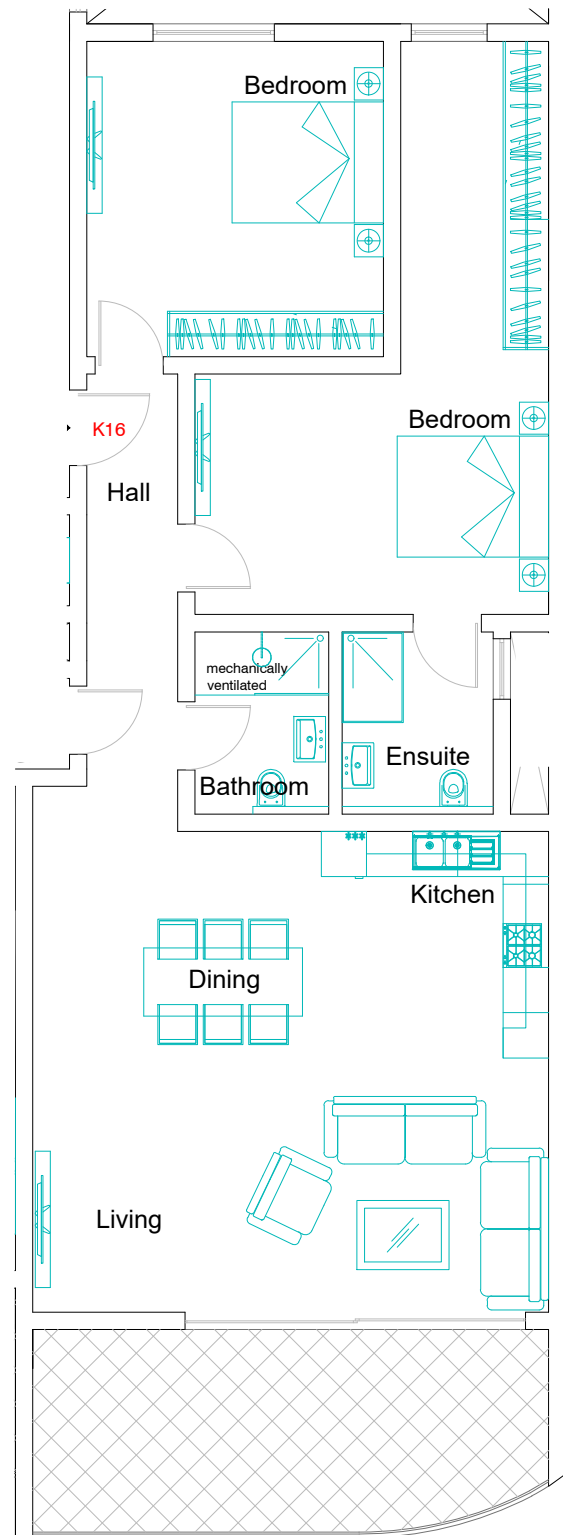 Bedroom
Bedroom
K16
Hall
mechanically
ventilated
Ensuite
Bathroom
Kitchen
Dining
Living